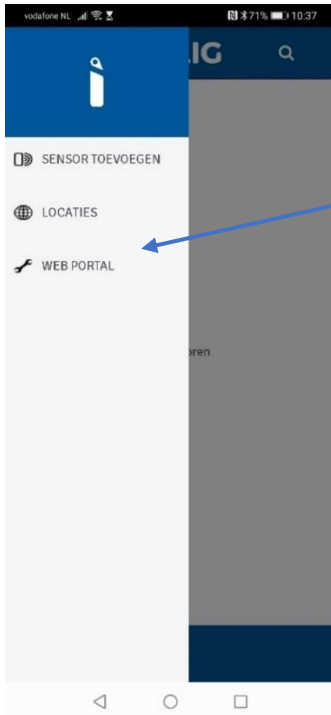 vodafone NL 71% 10:37
IG
SENSOR TOEVOEGEN
LOCATIES
WEB PORTAL
oren